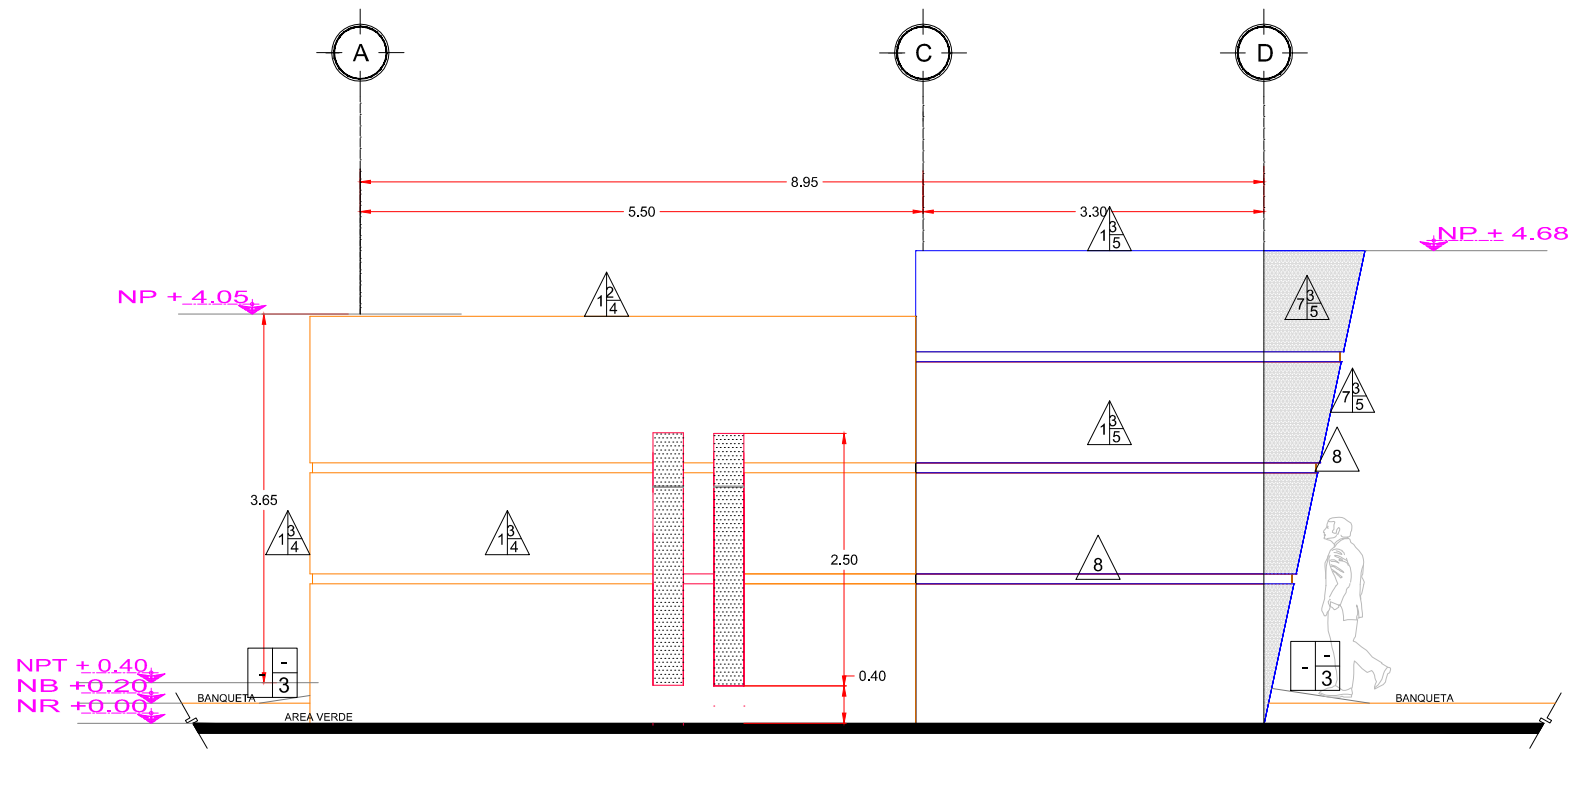 A C D
8.95
5.50 3.30
1 3 5
NP ± 4.68
NP + 4.05
1 2 4
7 3 5
7 3 5
1 3 5
8
3.65
1 3 4
1 3 4
2.50
8
NPT + 0.40
NB +0.20
NR +0.00
-
- 3
-
- 3
0.40
BANQUETA
BANQUETA
AREA VERDE